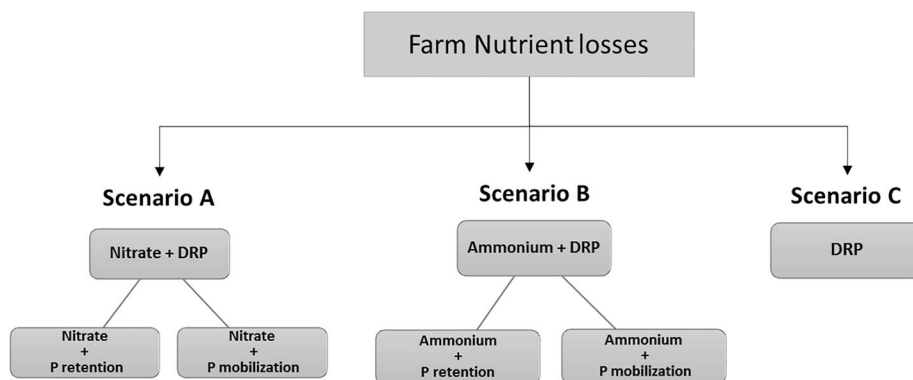 Farm Nutrient losses
Scenario A
Scenario B
Scenario C
Nitrate + DRP
Ammonium + DRP
DRP
Nitrate
+
P retention
Nitrate
+
P mobilization
Ammonium
+
P retention
Ammonium
+
P mobilization